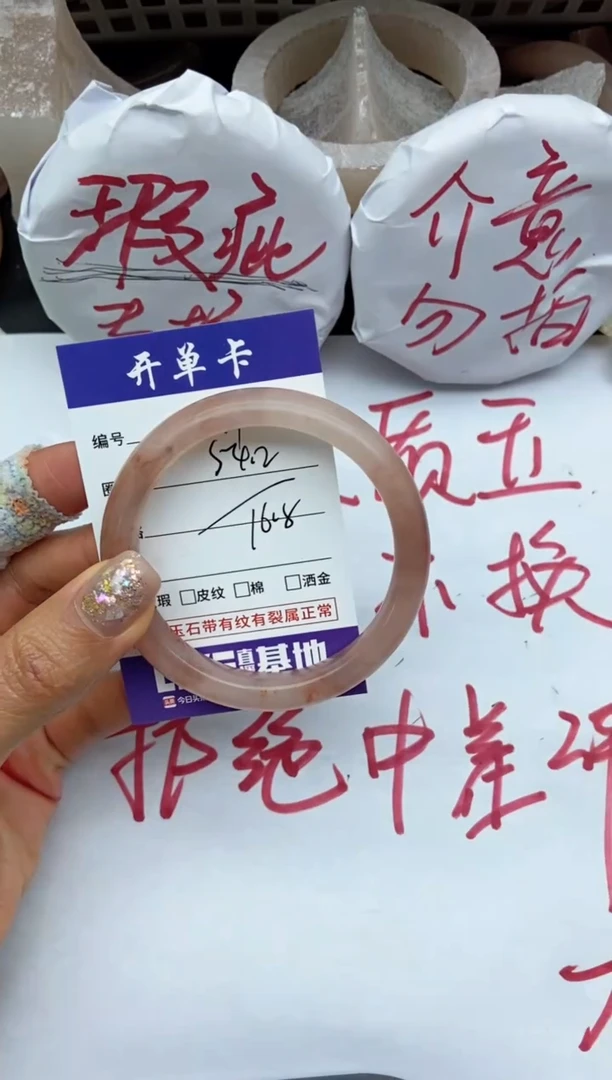 瑕疵
介意
勿拍
开单卡
编号
54.2
16.8
瑕 □皮纹 □棉 □洒金
玉石带有纹有裂属正常
基地
今日
质玉
不换
拒绝中差评